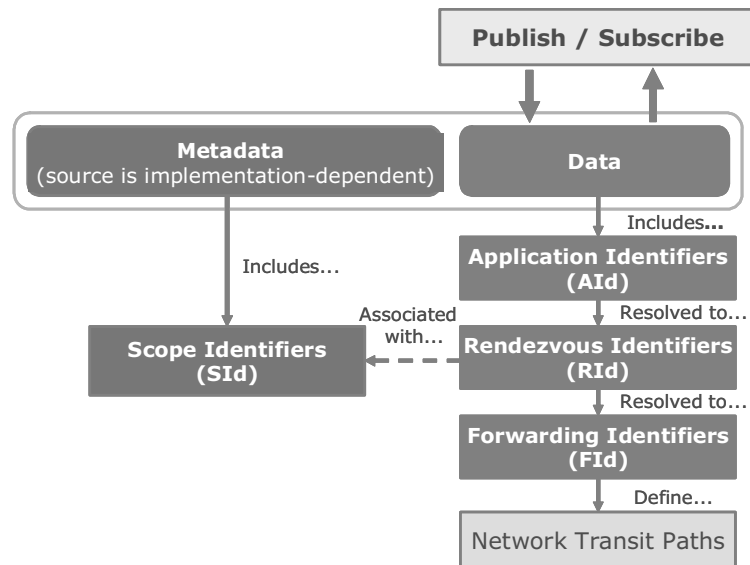 Publish / Subscribe
Metadata
(source is implementation-dependent)
Data
Includes...
Application Identifiers
(AId)
Includes...
Resolved to...
Associated
with...
Scope Identifiers
(SId)
Rendezvous Identifiers
(RId)
Resolved to...
Forwarding Identifiers
(FId)
Define...
Network Transit Paths